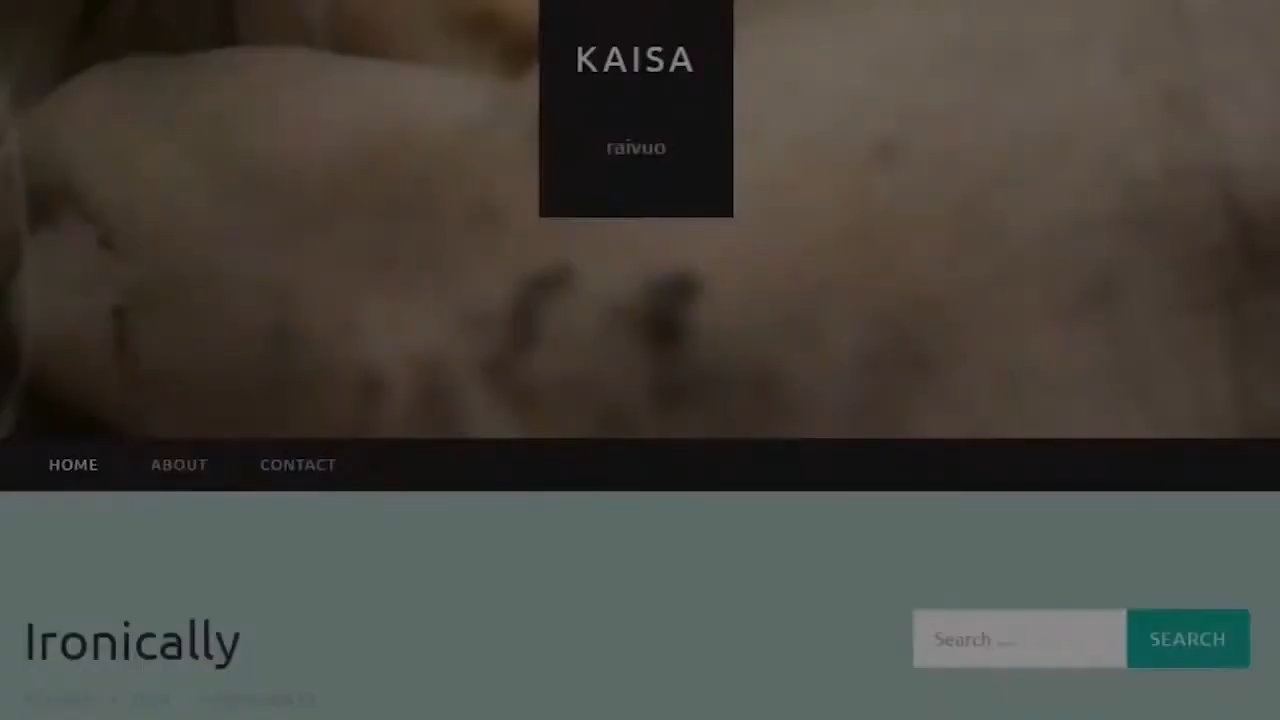 KAISA
raivuo
HOME ABOUT CONTACT
Ironically
Search ...
SEARCH